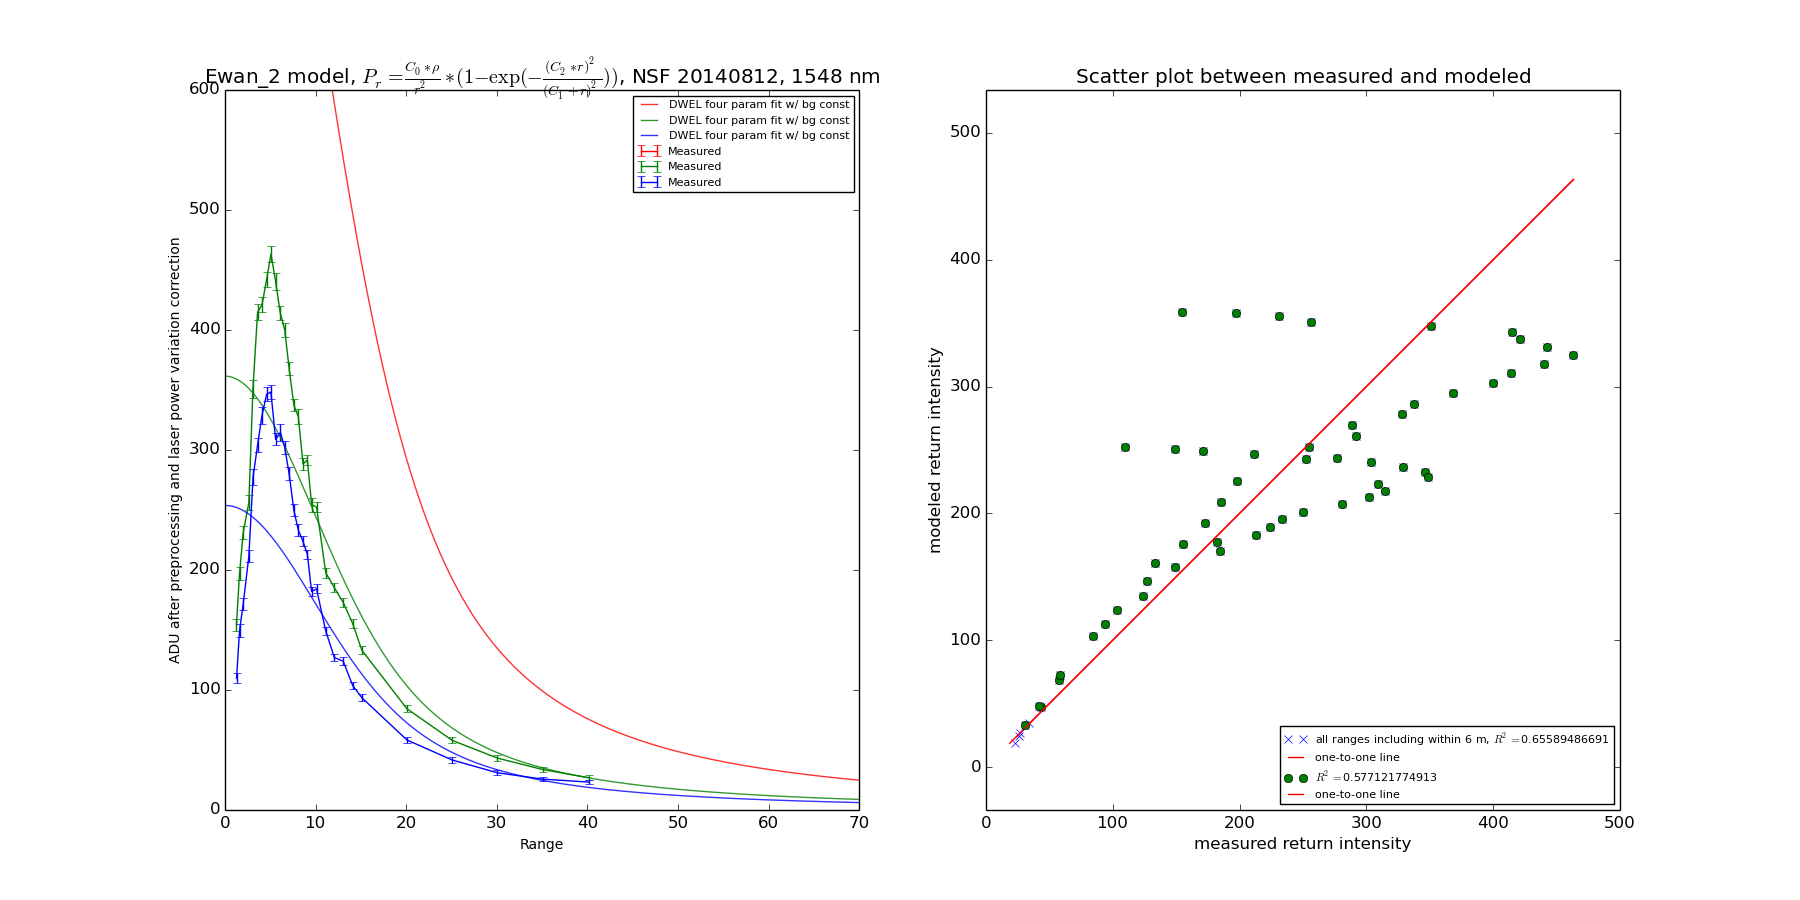 Ewan_2 model, $P_r = \frac{C_0 * \rho}{r^2} * (1 - \exp(-\frac{(C_2 * r)^2}{(C_1 + r)^2}))$, NSF 20140812, 1548 nm
600
500
400
300
200
100
0
ADU after preprocessing and laser power variation correction
DWEL four param fit w/ bg const
DWEL four param fit w/ bg const
DWEL four param fit w/ bg const
Measured
Measured
Measured
0 10 20 30 40 50 60 70
Range
Scatter plot between measured and modeled
500
400
300
200
100
0
modeled return intensity
all ranges including within 6 m, $R^2$ =0.65589486691
one-to-one line
$R^2$ =0.577121774913
one-to-one line
0 100 200 300 400 500
measured return intensity